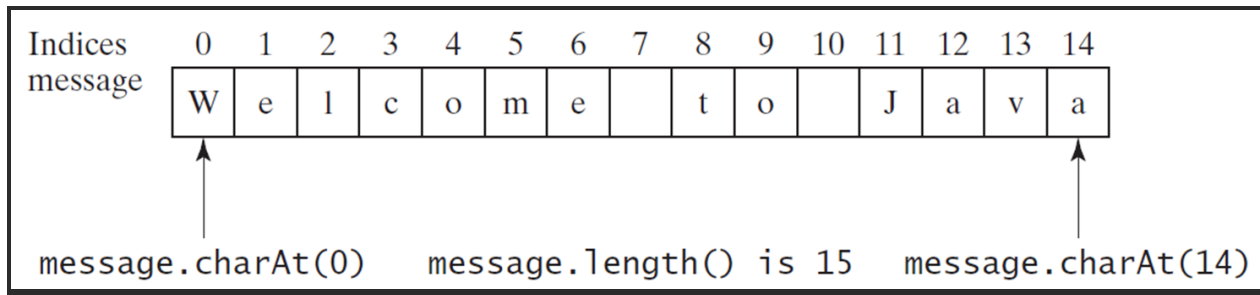 Indices 0 1 2 3 4 5 6 7 8 9 10 11 12 13 14
message W e l c o m e t o J a v a
message.charAt(0) message.length() is 15 message.charAt(14)